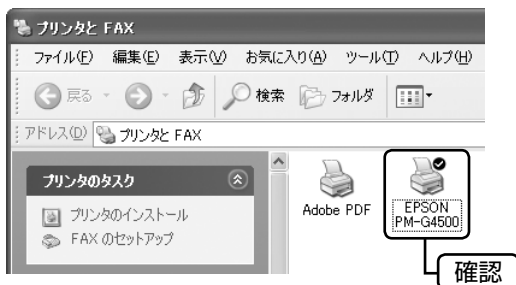 プリンタと FAX
ファイル(F) 編集(E) 表示(V) お気に入り(A) ツール(T) ヘルプ(H)
戻る 検索 フォルダ
アドレス(D) プリンタと FAX
プリンタのタスク
プリンタのインストール
FAX のセットアップ
Adobe PDF
EPSON
PM-G4500
確認